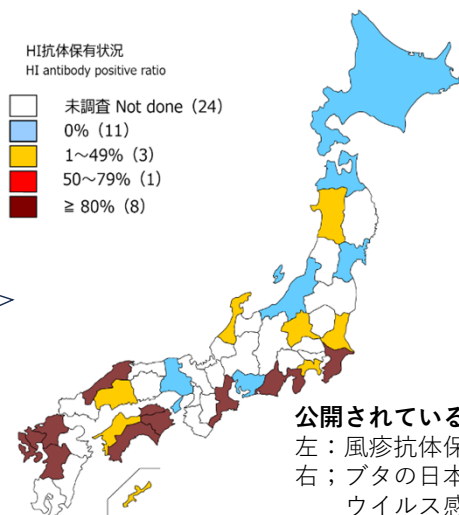 HI抗体保有状況
HI antibody positive ratio
未調査 Not done（24）
0%（11）
1～49%（3）
50～79%（1）
≧ 80%（8）
>
公開されている
左：風疹抗体保
右；ブタの日本
ウイルス感